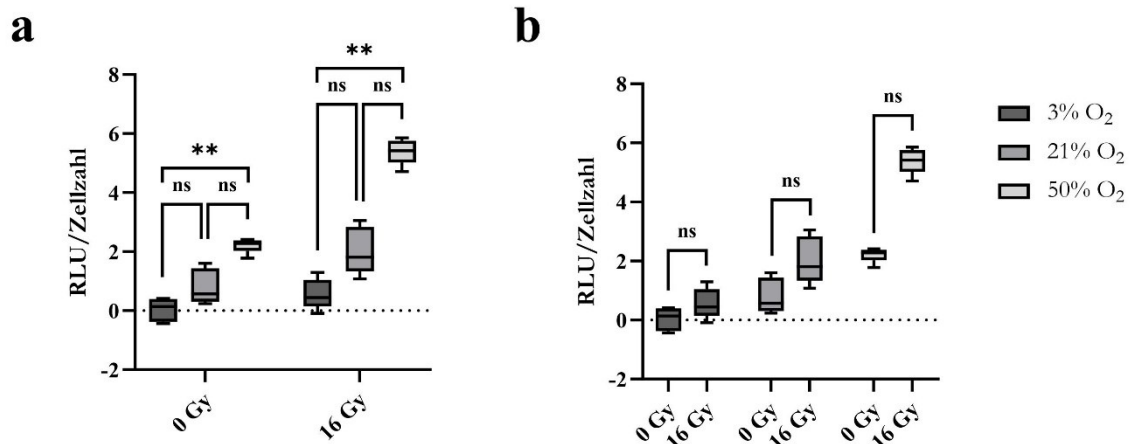 a
**
**
ns
ns
ns
ns
8
6
4
2
0
-2
RLU/Zellzahl
0 Gy
16 Gy
b
ns
ns
ns
8
6
4
2
0
-2
RLU/Zellzahl
0 Gy
16 Gy
0 Gy
16 Gy
0 Gy
16 Gy
3% O₂
21% O₂
50% O₂